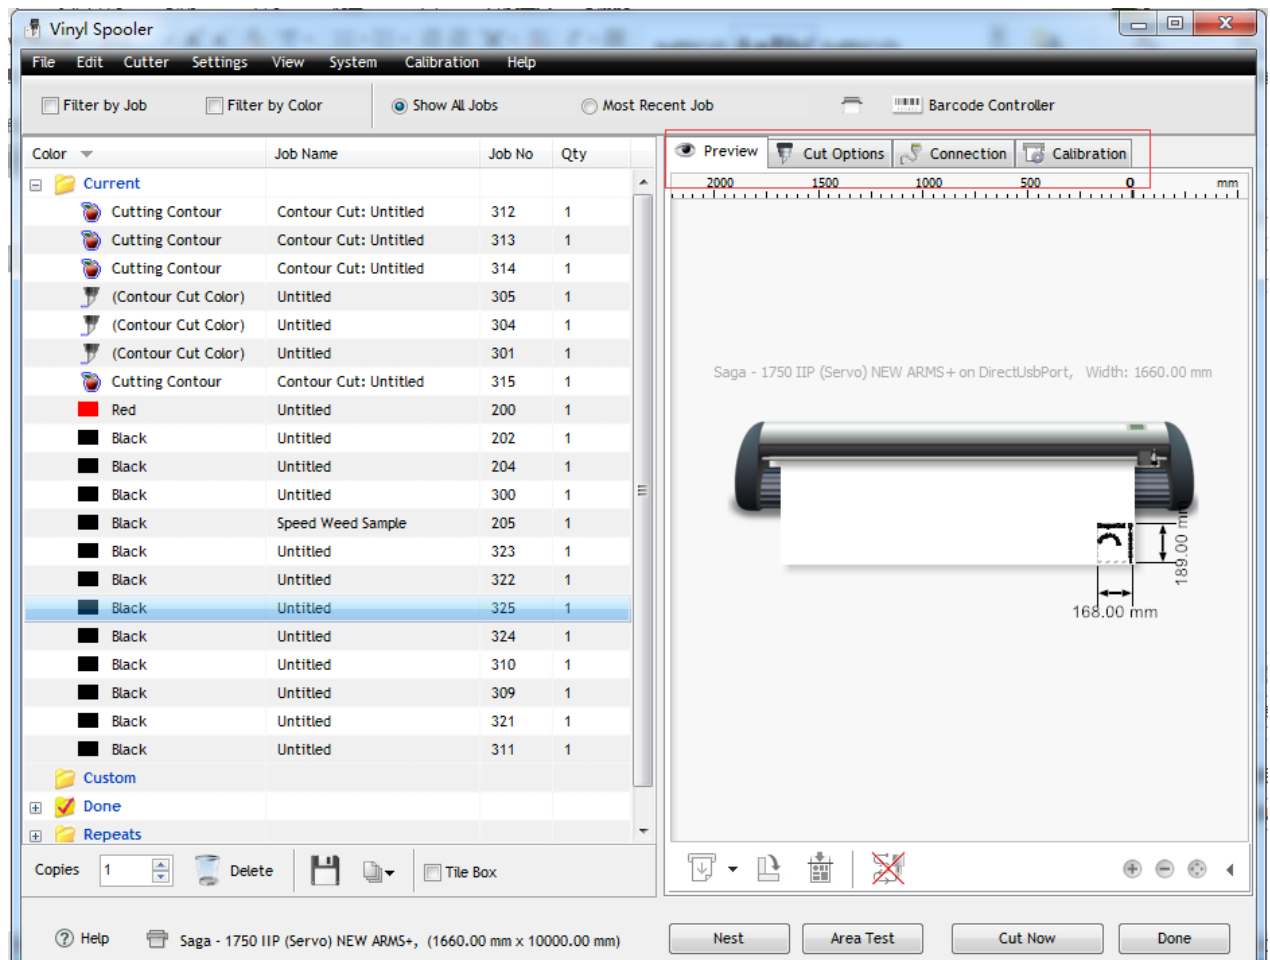 Vinyl Spooler
File Edit Cutter Settings View System Calibration Help
Filter by Job Filter by Color Show All Jobs Most Recent Job Barcode Controller
Color Job Name Job No Qty
Current
Cutting Contour Contour Cut: Untitled 312 1
Cutting Contour Contour Cut: Untitled 313 1
Cutting Contour Contour Cut: Untitled 314 1
(Contour Cut Color) Untitled 305 1
(Contour Cut Color) Untitled 304 1
(Contour Cut Color) Untitled 301 1
Cutting Contour Contour Cut: Untitled 315 1
Red Untitled 200 1
Black Untitled 202 1
Black Untitled 204 1
Black Untitled 300 1
Black Speed Weed Sample 205 1
Black Untitled 323 1
Black Untitled 322 1
Black Untitled 325 1
Black Untitled 324 1
Black Untitled 310 1
Black Untitled 309 1
Black Untitled 321 1
Black Untitled 311 1
Custom
Done
Repeats
Copies 1 Delete Tile Box
Preview Cut Options Connection Calibration
2000 1500 1000 500 0 mm
Saga - 1750 IIP (Servo) NEW ARMS+ on DirectUsbPort, Width: 1660.00 mm
189.00 mm
168.00 mm
Help Saga - 1750 IIP (Servo) NEW ARMS+, (1660.00 mm x 10000.00 mm)
Nest Area Test Cut Now Done